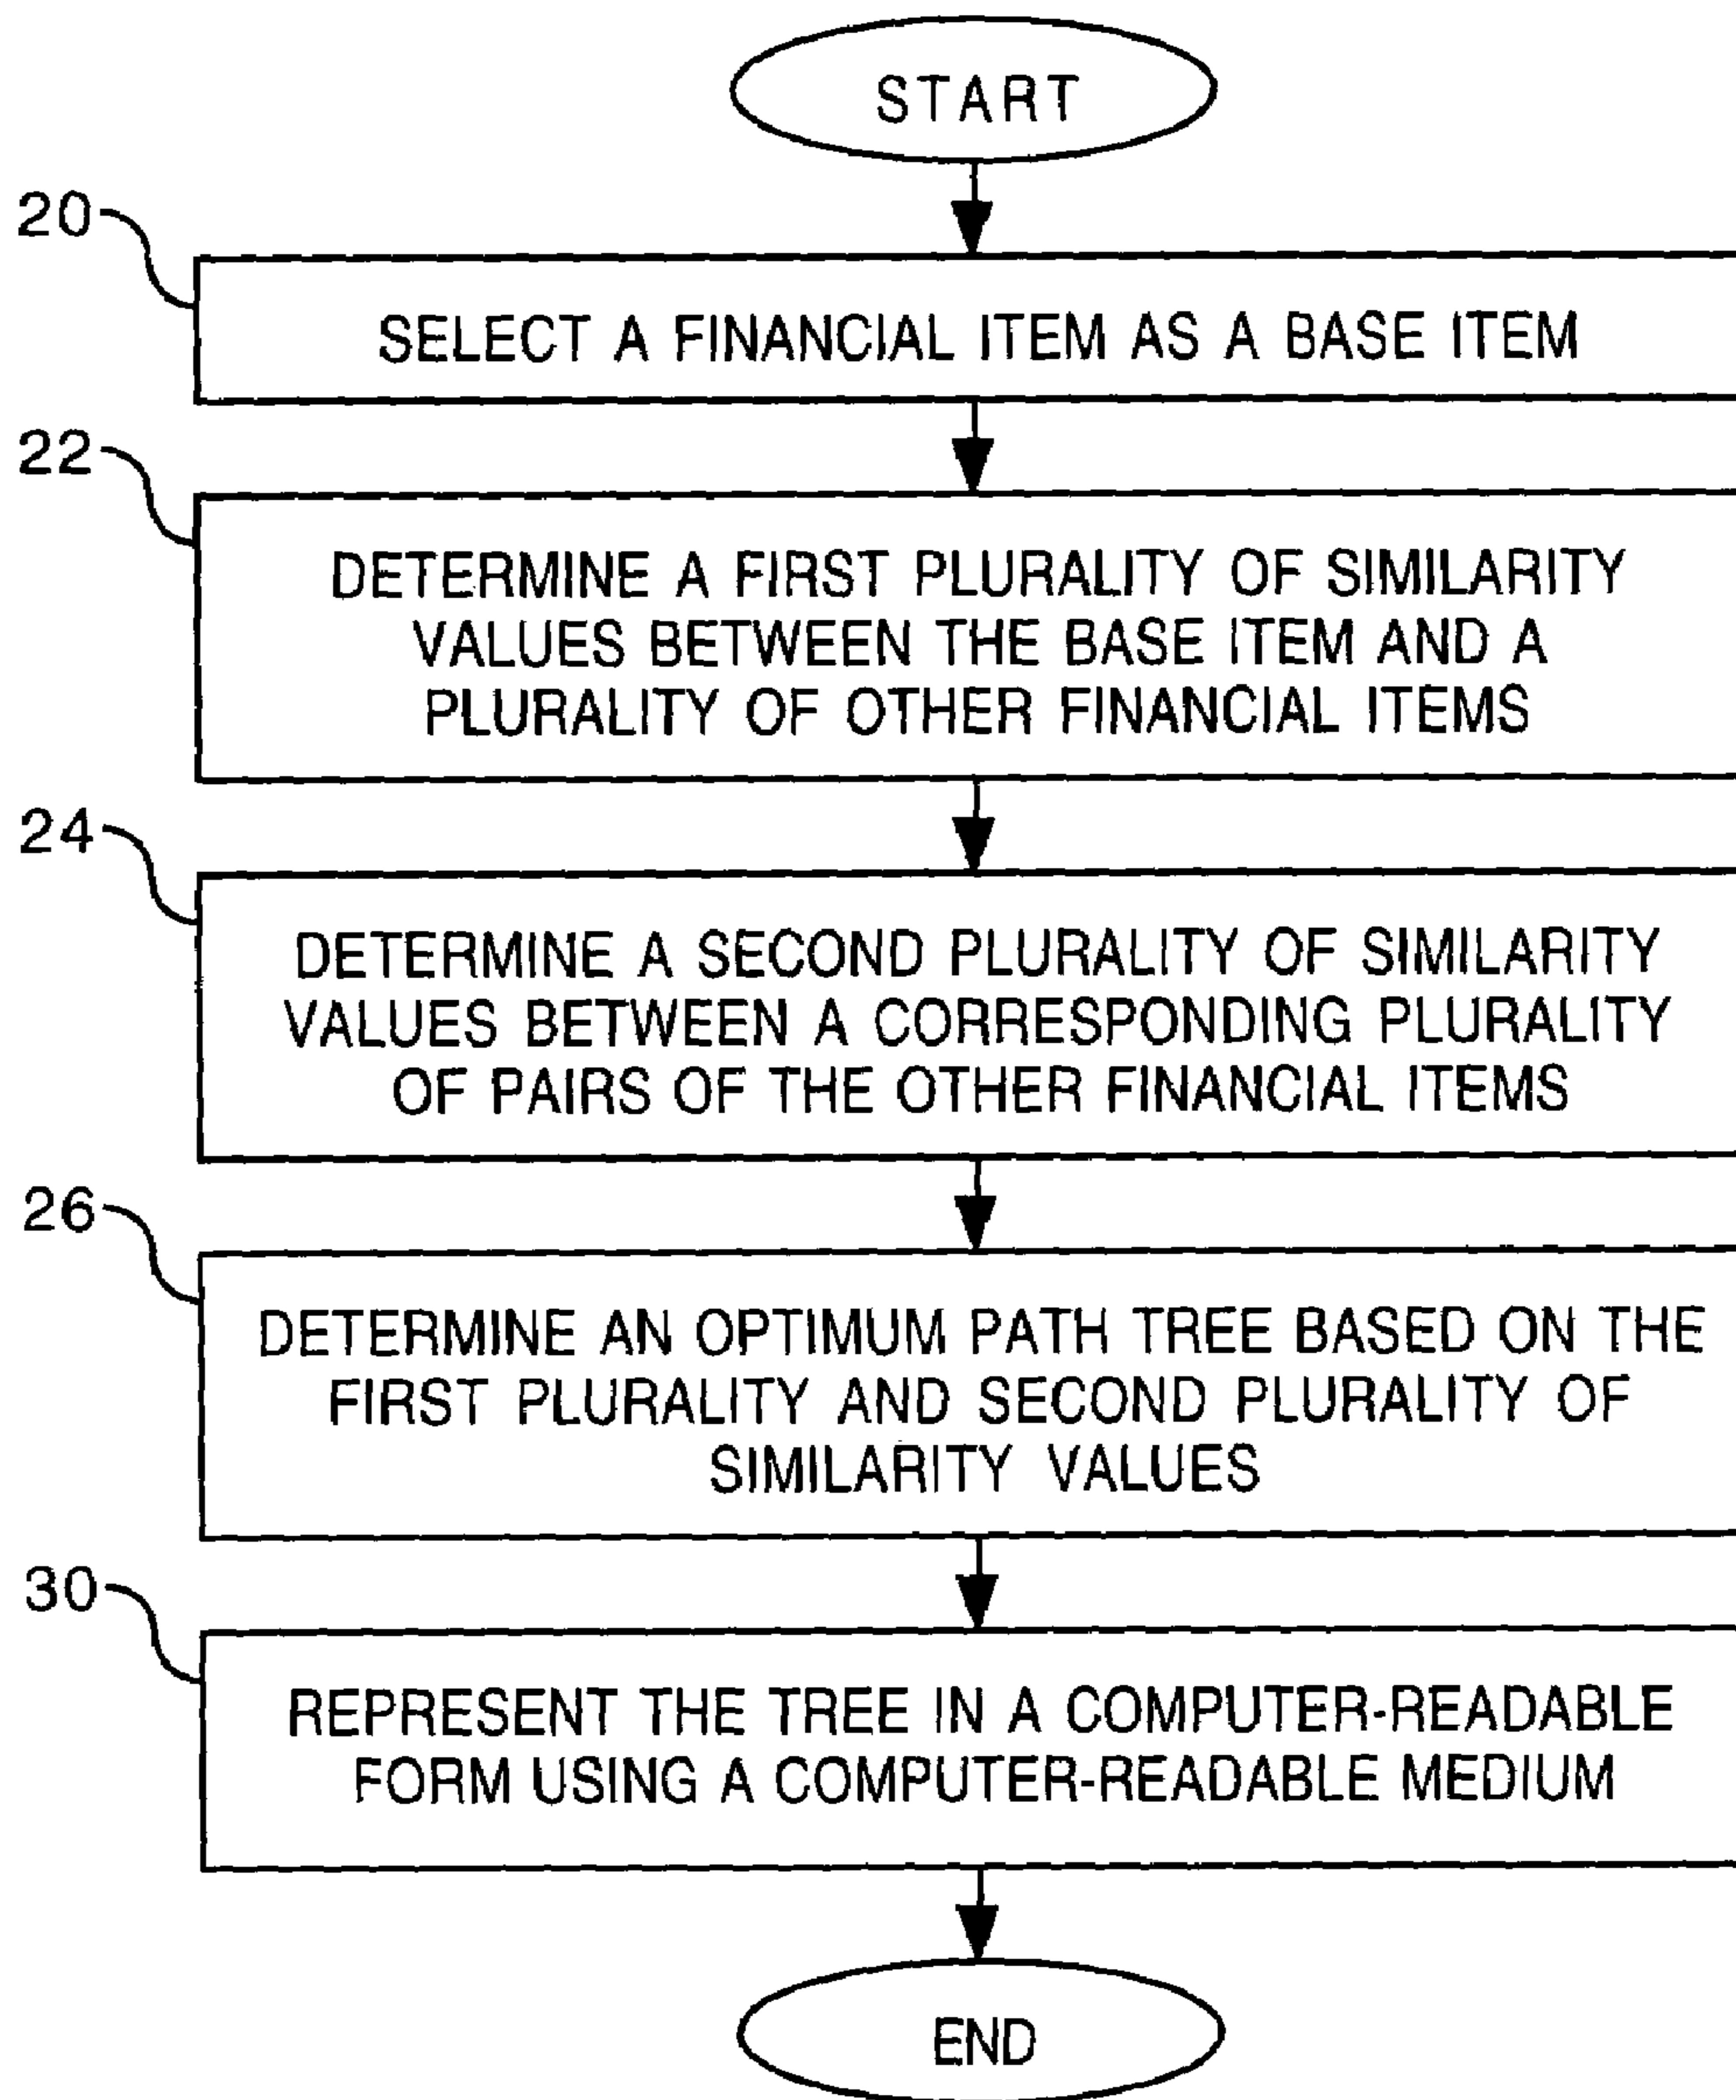 START
20
SELECT A FINANCIAL ITEM AS A BASE ITEM
22
DETERMINE A FIRST PLURALITY OF SIMILARITY
VALUES BETWEEN THE BASE ITEM AND A
PLURALITY OF OTHER FINANCIAL ITEMS
24
DETERMINE A SECOND PLURALITY OF SIMILARITY
VALUES BETWEEN A CORRESPONDING PLURALITY
OF PAIRS OF THE OTHER FINANCIAL ITEMS
26
DETERMINE AN OPTIMUM PATH TREE BASED ON THE
FIRST PLURALITY AND SECOND PLURALITY OF
SIMILARITY VALUES
30
REPRESENT THE TREE IN A COMPUTER-READABLE
FORM USING A COMPUTER-READABLE MEDIUM
END